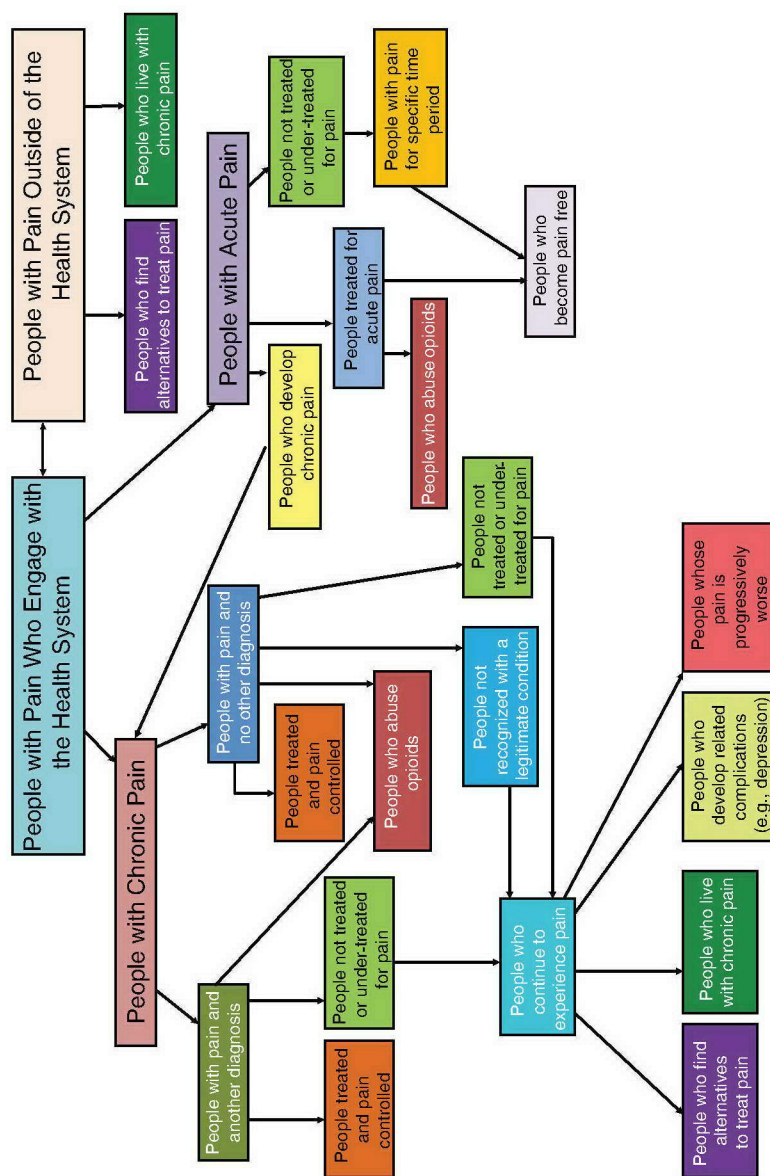 People with Pain Who Engage with
the Health System
People with Pain Outside of the
Health System
People who find
alternatives to treat pain
People who live with
chronic pain
People with Chronic Pain
People with Acute Pain
People with pain and
another diagnosis
People with pain and
no other diagnosis
People who develop
chronic pain
People treated for
acute pain
People not treated
or under-treated
for pain
People treated
and pain
controlled
People not treated
or under-treated
for pain
People treated
and pain
controlled
People who abuse
opioids
People not
recognized with a
legitimate condition
People not
treated or under-
treated for pain
People who abuse opioids
People with pain
for specific time
period
People who
become pain free
People who
continue to
experience pain
People who find
alternatives
to treat pain
People who live
with chronic pain
People who
develop related
complications
(e.g., depression)
People whose
pain is
progressively
worse